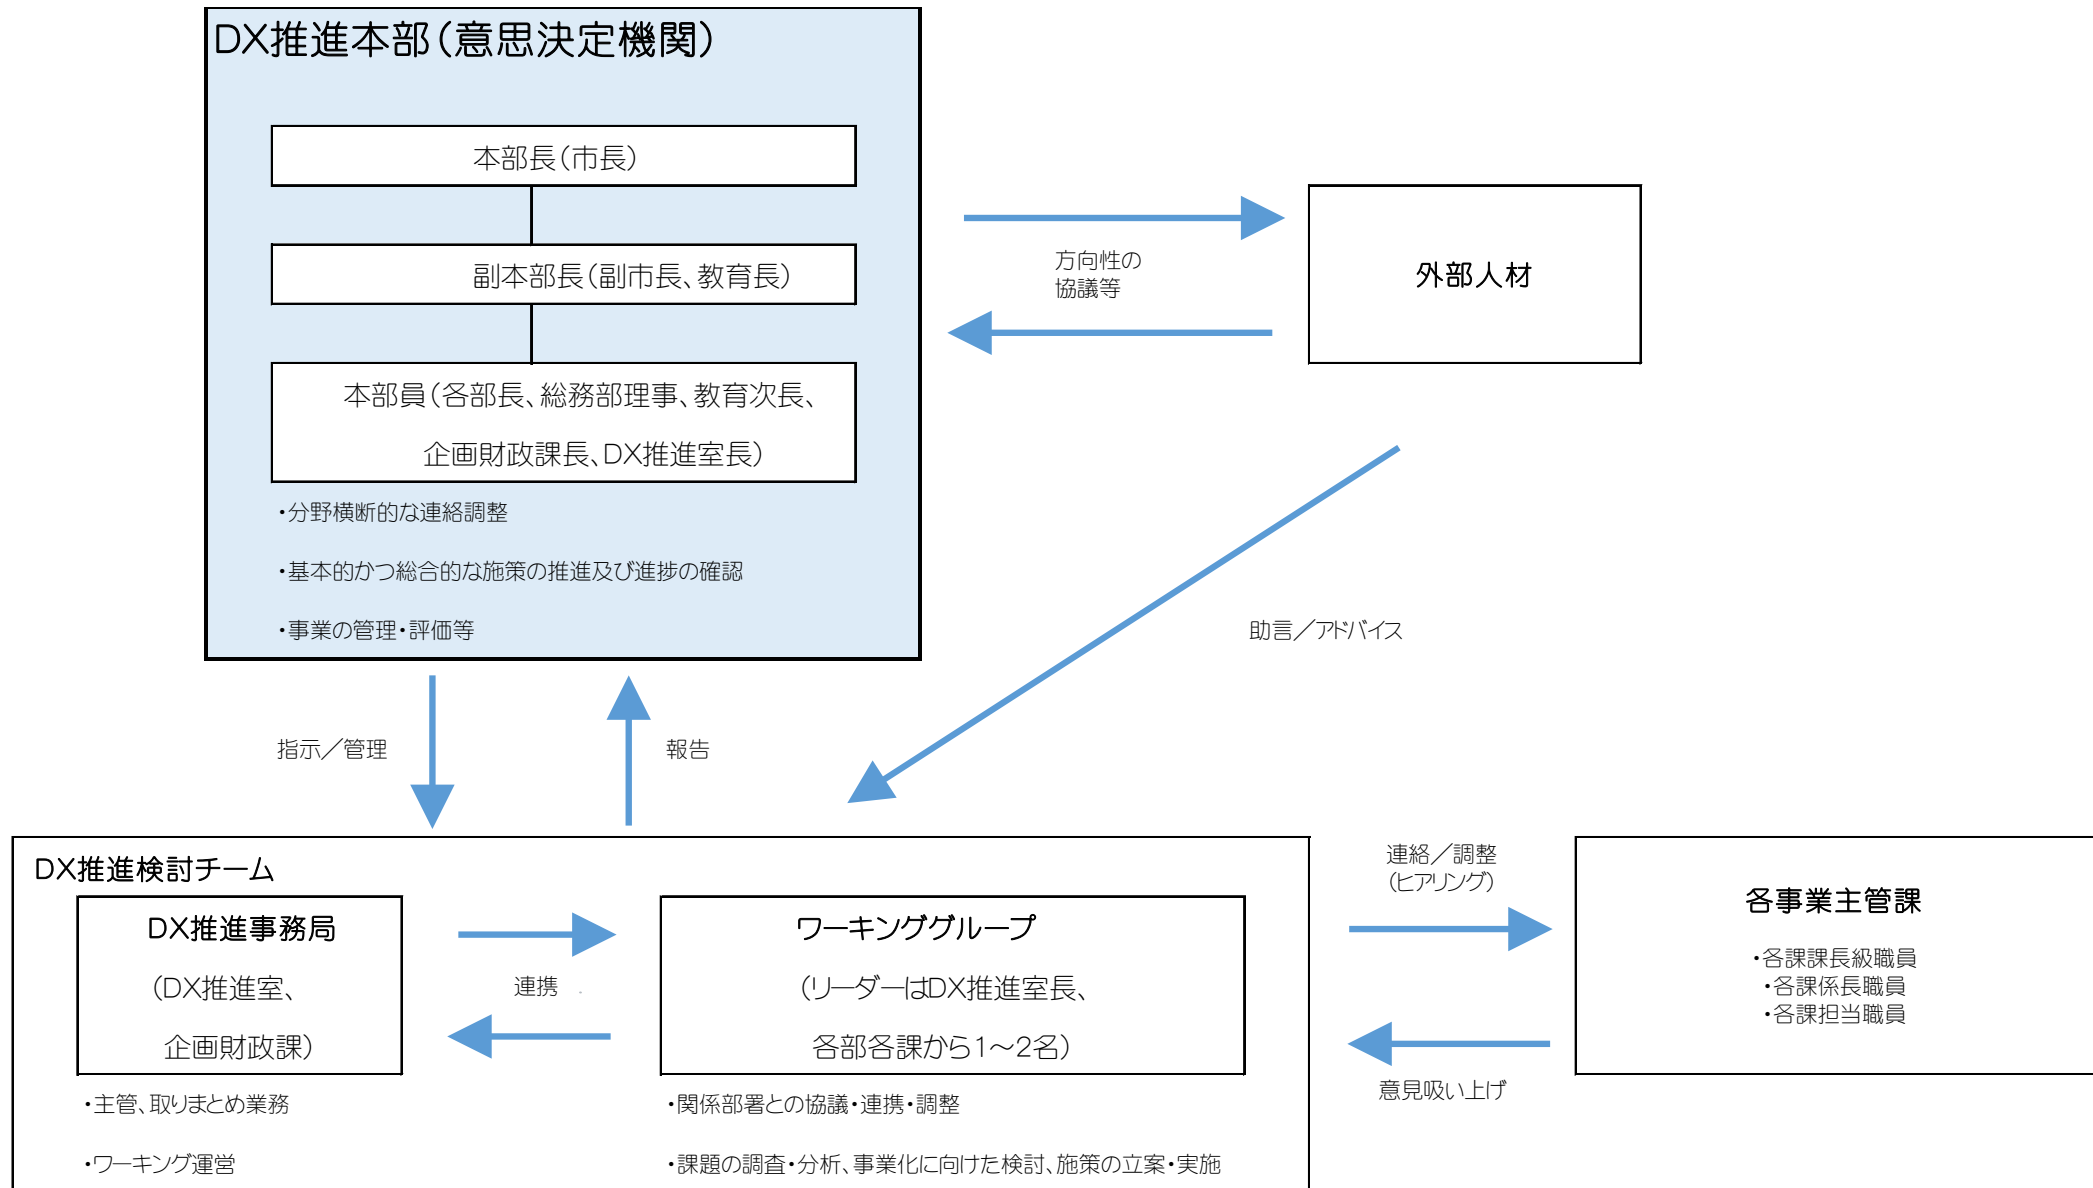 DX推進本部（意思決定機関）
本部長（市長）
副本部長（副市長、教育長）
本部員（各部長、総務部理事、教育次長、
企画財政課長、DX推進室長）
・分野横断的な連絡調整
・基本的かつ総合的な施策の推進及び進捗の確認
・事業の管理・評価等
方向性の
協議等
外部人材
助言／アドバイス
指示／管理
報告
DX推進検討チーム
DX推進事務局
（DX推進室、
企画財政課）
・主管、取りまとめ業務
・ワーキング運営
連携
ワーキンググループ
（リーダーはDX推進室長、
各部各課から1～2名）
・関係部署との協議・連携・調整
・課題の調査・分析、事業化に向けた検討、施策の立案・実施
連絡／調整
（ヒアリング）
意見吸い上げ
各事業主管課
・各課課長級職員
・各課係長職員
・各課担当職員